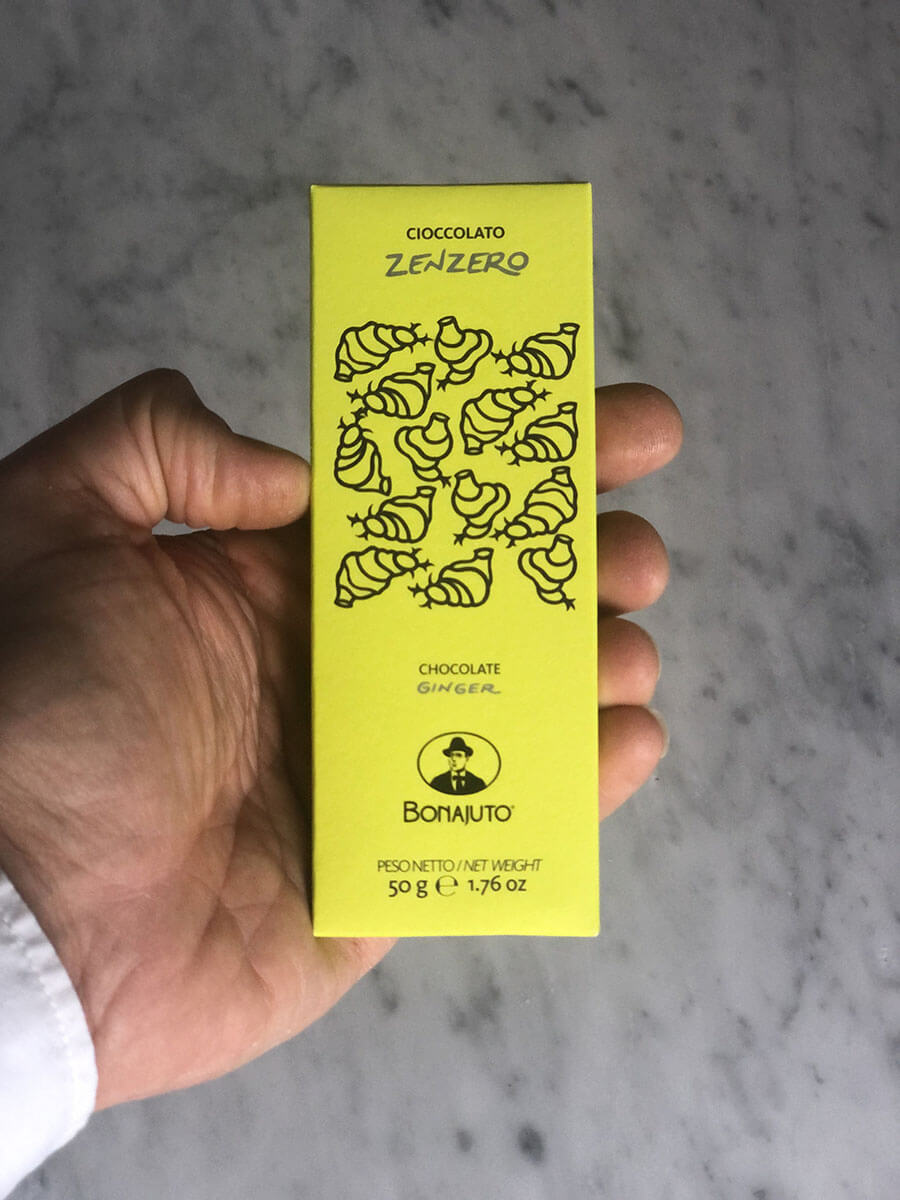 CIOCCOLATO
ZENZERO
CHOCOLATE
GINGER
BONAJUTO®
PESO NETTO / NET WEIGHT
50 g ℮ 1.76 oz